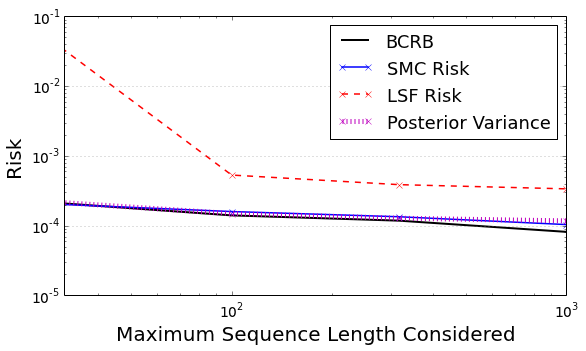 10⁻¹
10⁻²
10⁻³
10⁻⁴
10⁻⁵
Risk
BCRB
SMC Risk
LSF Risk
Posterior Variance
10²
10³
Maximum Sequence Length Considered